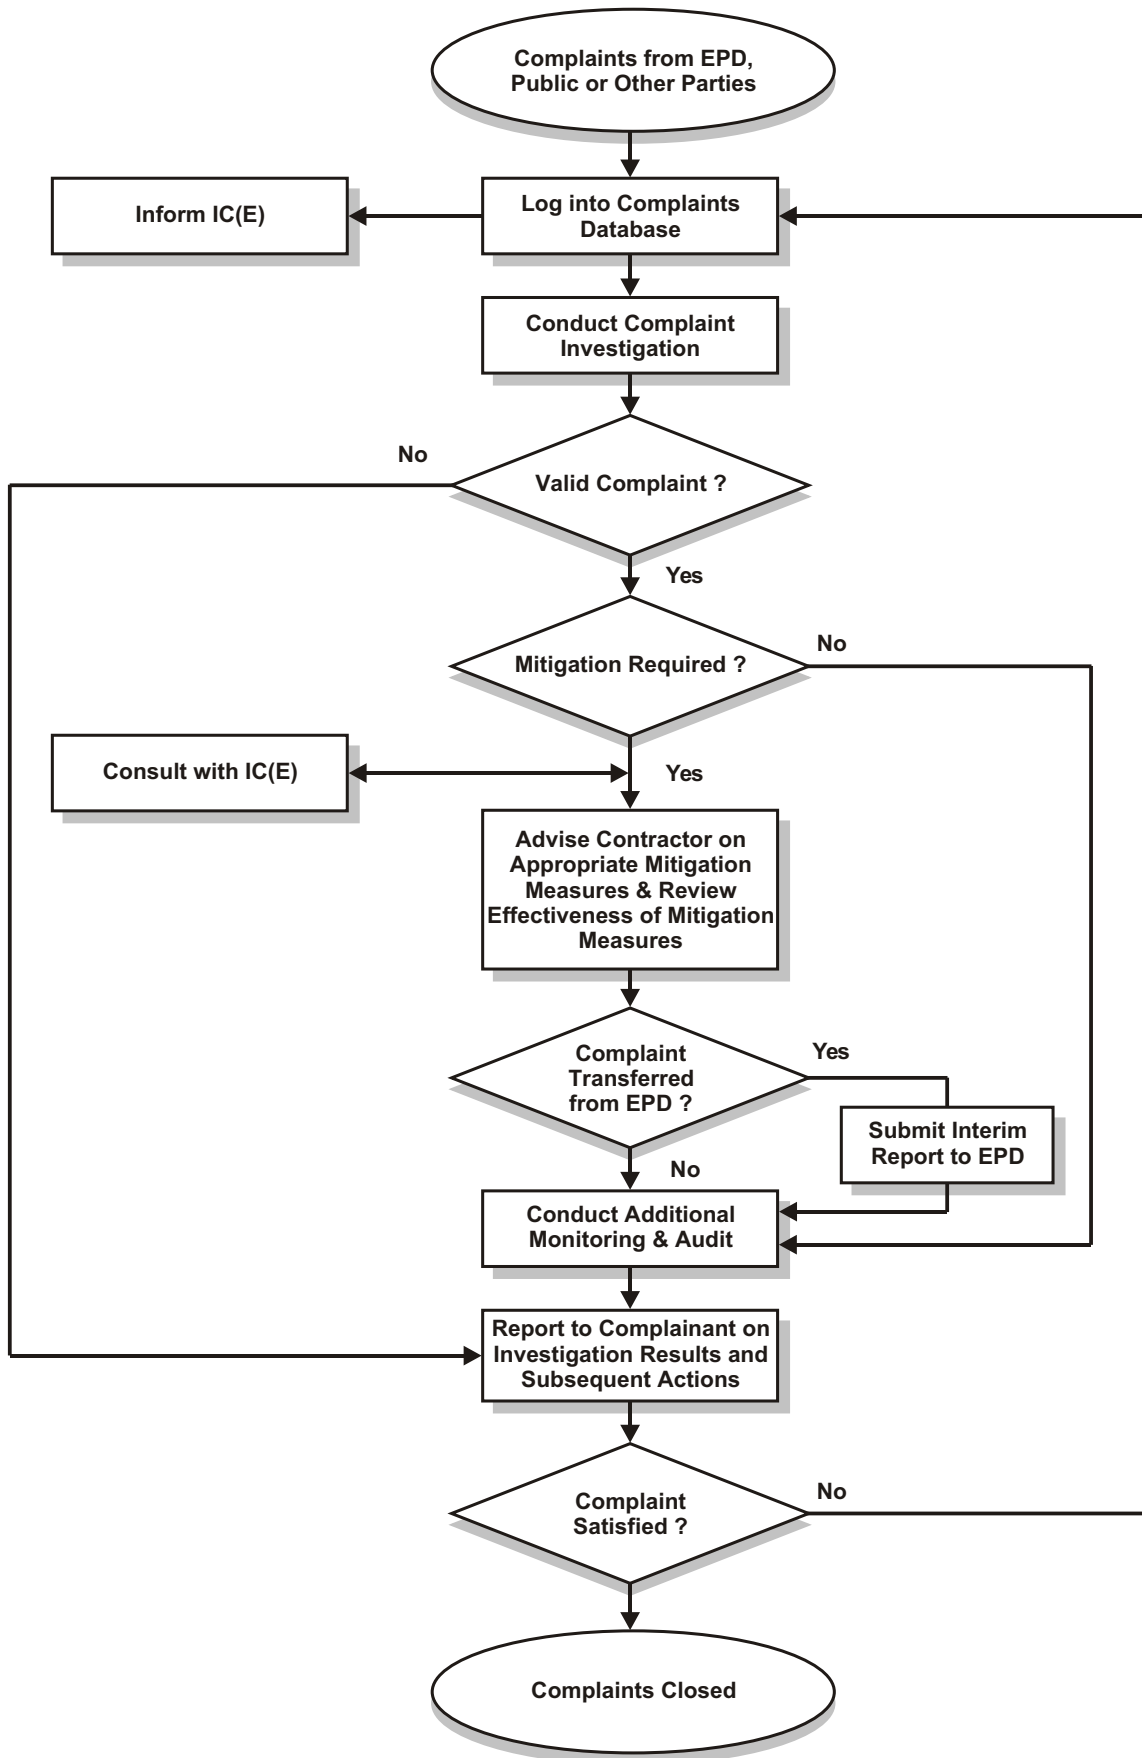 Complaints from EPD,
Public or Other Parties
Inform IC(E)
Log into Complaints
Database
Conduct Complaint
Investigation
No
Valid Complaint ?
Yes
No
Mitigation Required ?
Consult with IC(E)
Yes
Advise Contractor on
Appropriate Mitigation
Measures & Review
Effectiveness of Mitigation
Measures
Complaint
Transferred
from EPD ?
Yes
Submit Interim
Report to EPD
No
Conduct Additional
Monitoring & Audit
Report to Complainant on
Investigation Results and
Subsequent Actions
Complaint
Satisfied ?
No
Complaints Closed